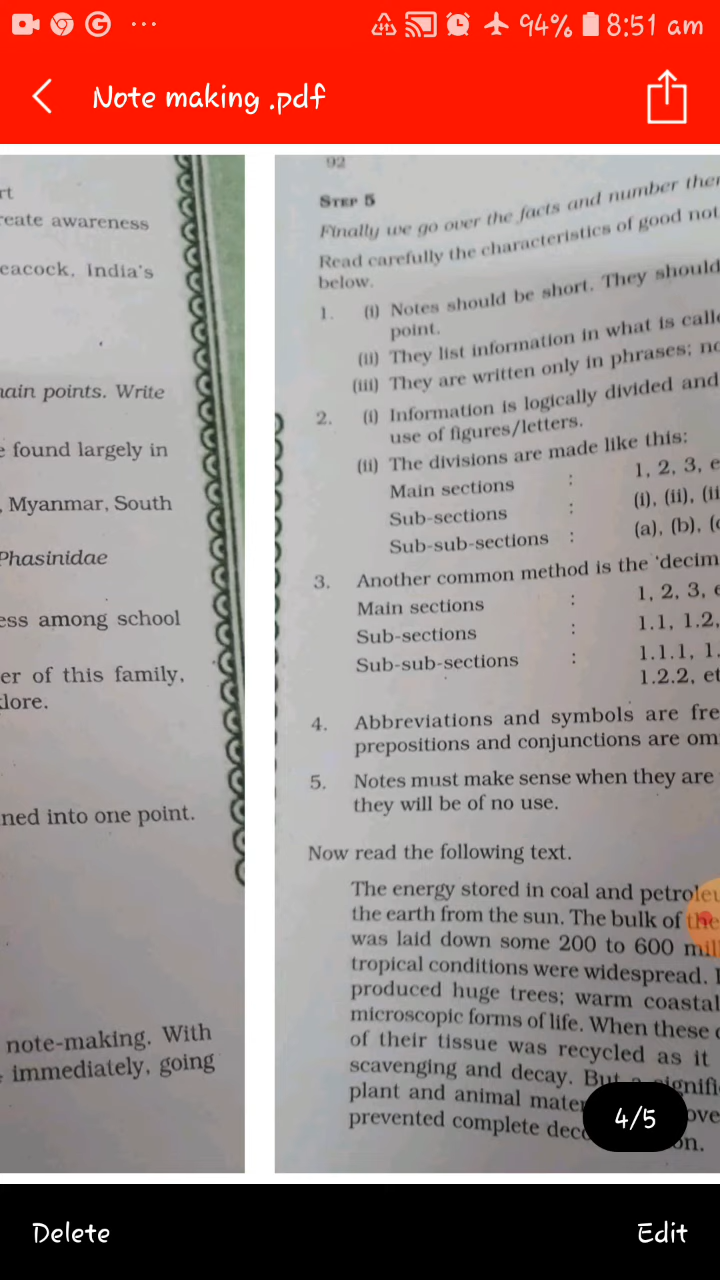 94% 8:51 am
Note making .pdf
rt
reate awareness
eacock, India's
ain points. Write
e found largely in
, Myanmar, South
Phasinidae
ess among school
er of this family,
lore.
ned into one point.
note-making. With
immediately, going
92
STEP 5
Finally we go over the facts and number the
Read carefully the characteristics of good not
below.
1. (i) Notes should be short. They should
point.
(ii) They list information in what is calle
(iii) They are written only in phrases; no
2. (i) Information is logically divided and
use of figures/letters.
(ii) The divisions are made like this:
Main sections : 1, 2, 3, e
Sub-sections : (i), (ii), (ii
Sub-sub-sections : (a), (b), (c
3. Another common method is the 'decim
Main sections : 1, 2, 3, e
Sub-sections : 1.1, 1.2,
Sub-sub-sections : 1.1.1, 1.
1.2.2, et
4. Abbreviations and symbols are fre
prepositions and conjunctions are om
5. Notes must make sense when they are
they will be of no use.
Now read the following text.
The energy stored in coal and petroleu
the earth from the sun. The bulk of the
was laid down some 200 to 600 mill
tropical conditions were widespread.
produced huge trees; warm coastal
microscopic forms of life. When these
of their tissue was recycled as it
scavenging and decay. But a signifi
plant and animal mater ove
prevented complete dec on.
4/5
Delete Edit